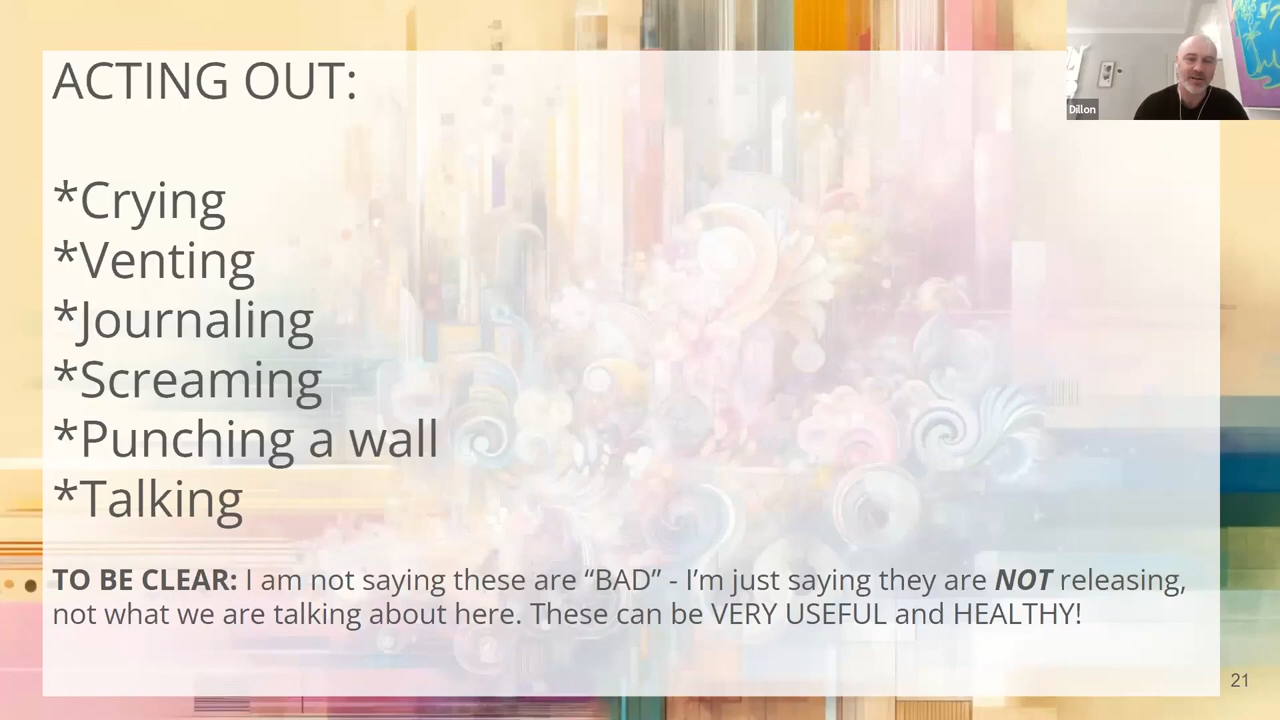 ACTING OUT:
*Crying
*Venting
*Journaling
*Screaming
*Punching a wall
*Talking
TO BE CLEAR: I am not saying these are “BAD” - I’m just saying they are NOT releasing,
not what we are talking about here. These can be VERY USEFUL and HEALTHY!
Dillon
21